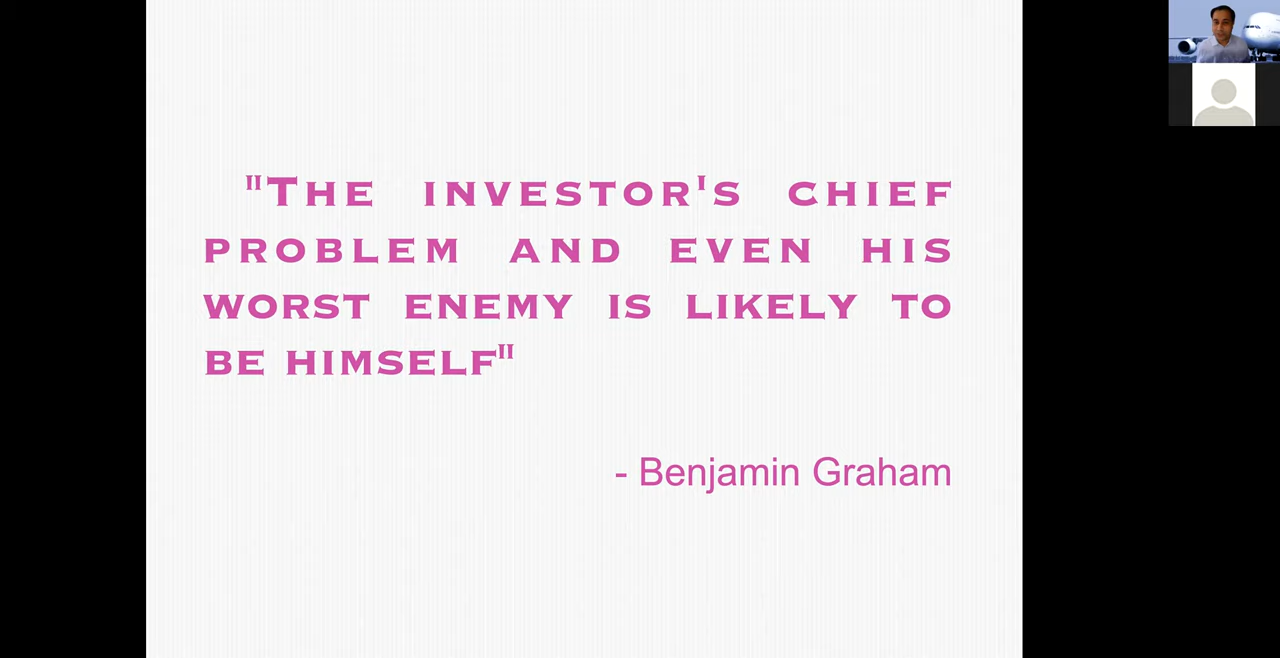 "The investor's chief
problem and even his
worst enemy is likely to
be himself"
- Benjamin Graham